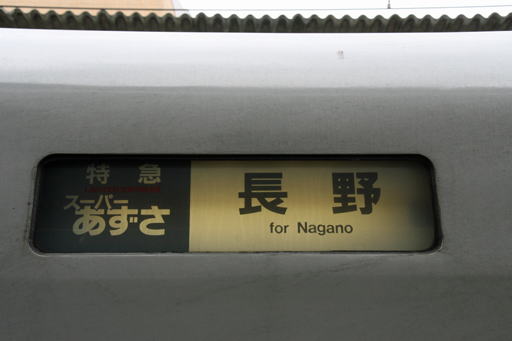 特急
スーパー
あずさ
長野
for Nagano